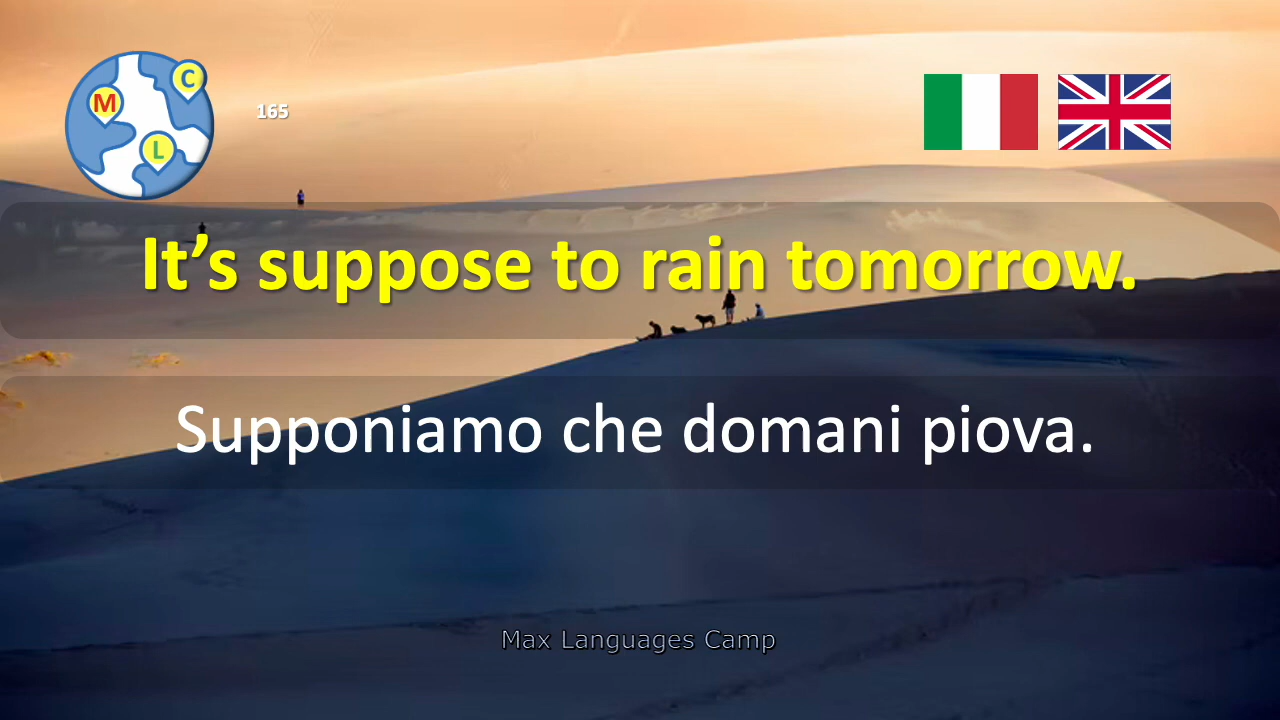 C
M
L
165
It's suppose to rain tomorrow.
Supponiamo che domani piova.
Max Languages Camp